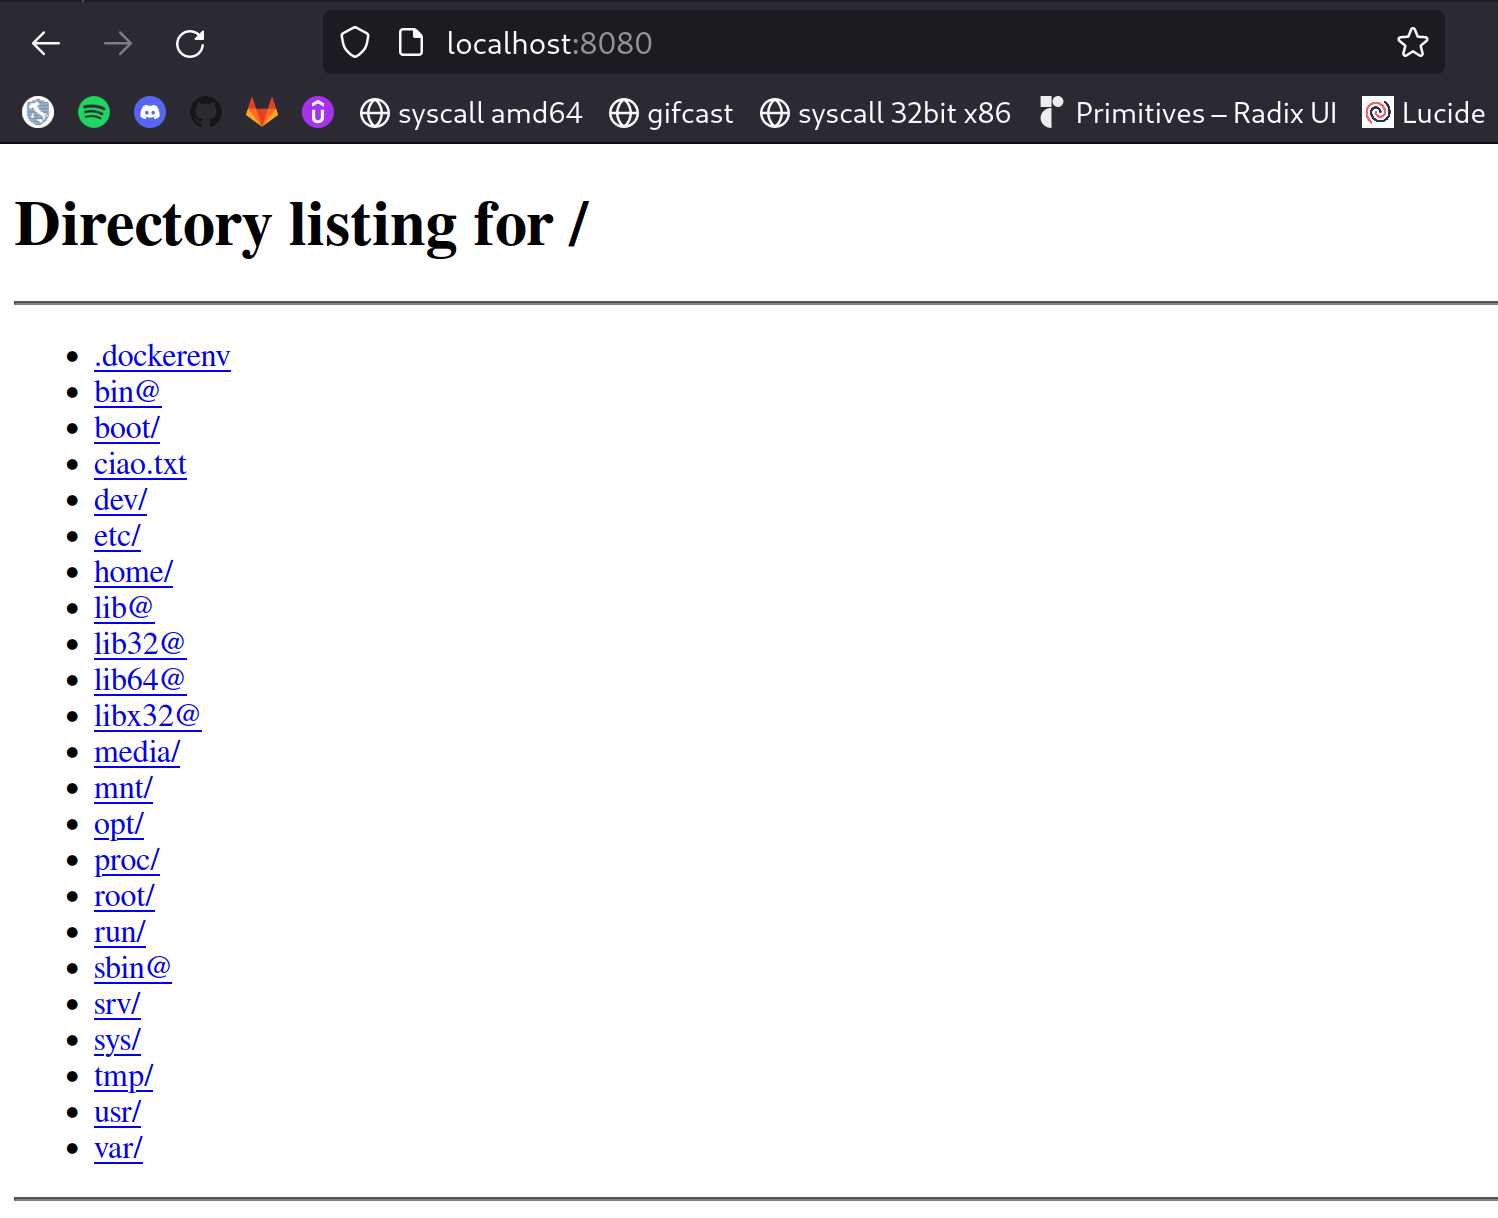 localhost:8080
syscall amd64 gifcast syscall 32bit x86 Primitives – Radix UI Lucide
Directory listing for /
.dockerenv
bin@
boot/
ciao.txt
dev/
etc/
home/
lib@
lib32@
lib64@
libx32@
media/
mnt/
opt/
proc/
root/
run/
sbin@
srv/
sys/
tmp/
usr/
var/